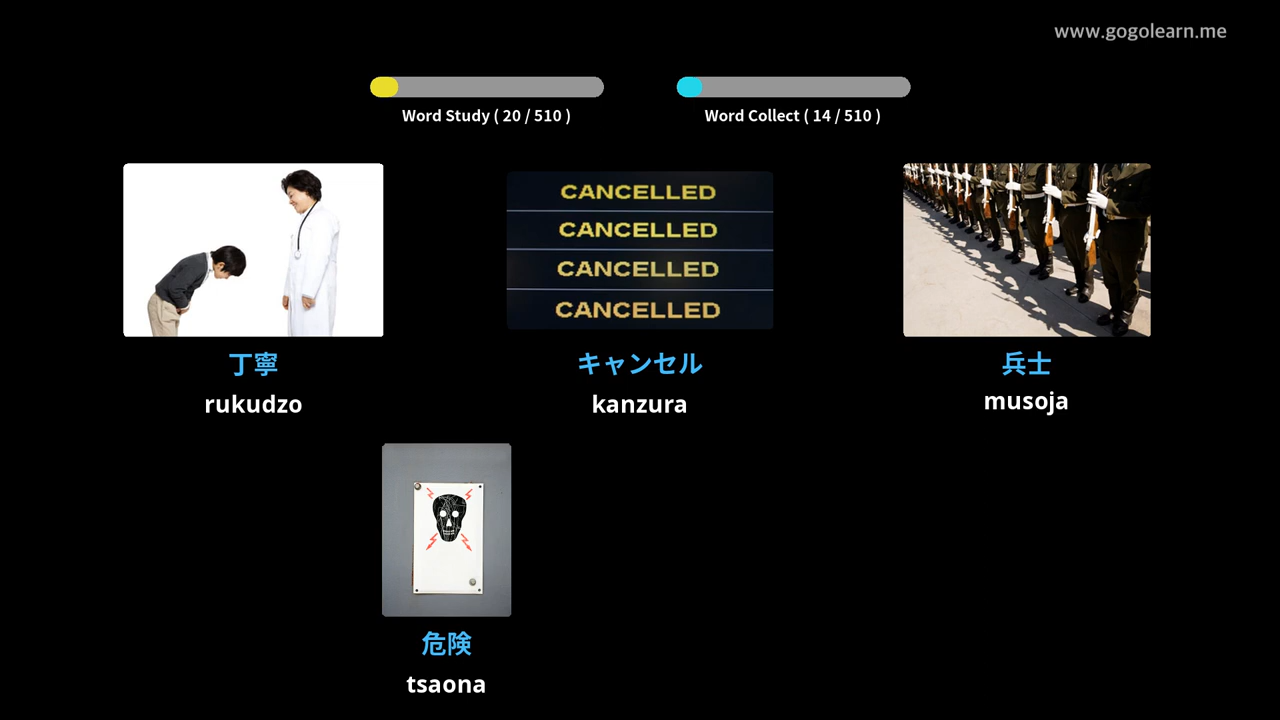 www.gogolearn.me
Word Study ( 20 / 510 )
Word Collect ( 14 / 510 )
CANCELLED
CANCELLED
CANCELLED
CANCELLED
丁寧
キャンセル
兵士
rukudzo
kanzura
musoja
危険
tsaona